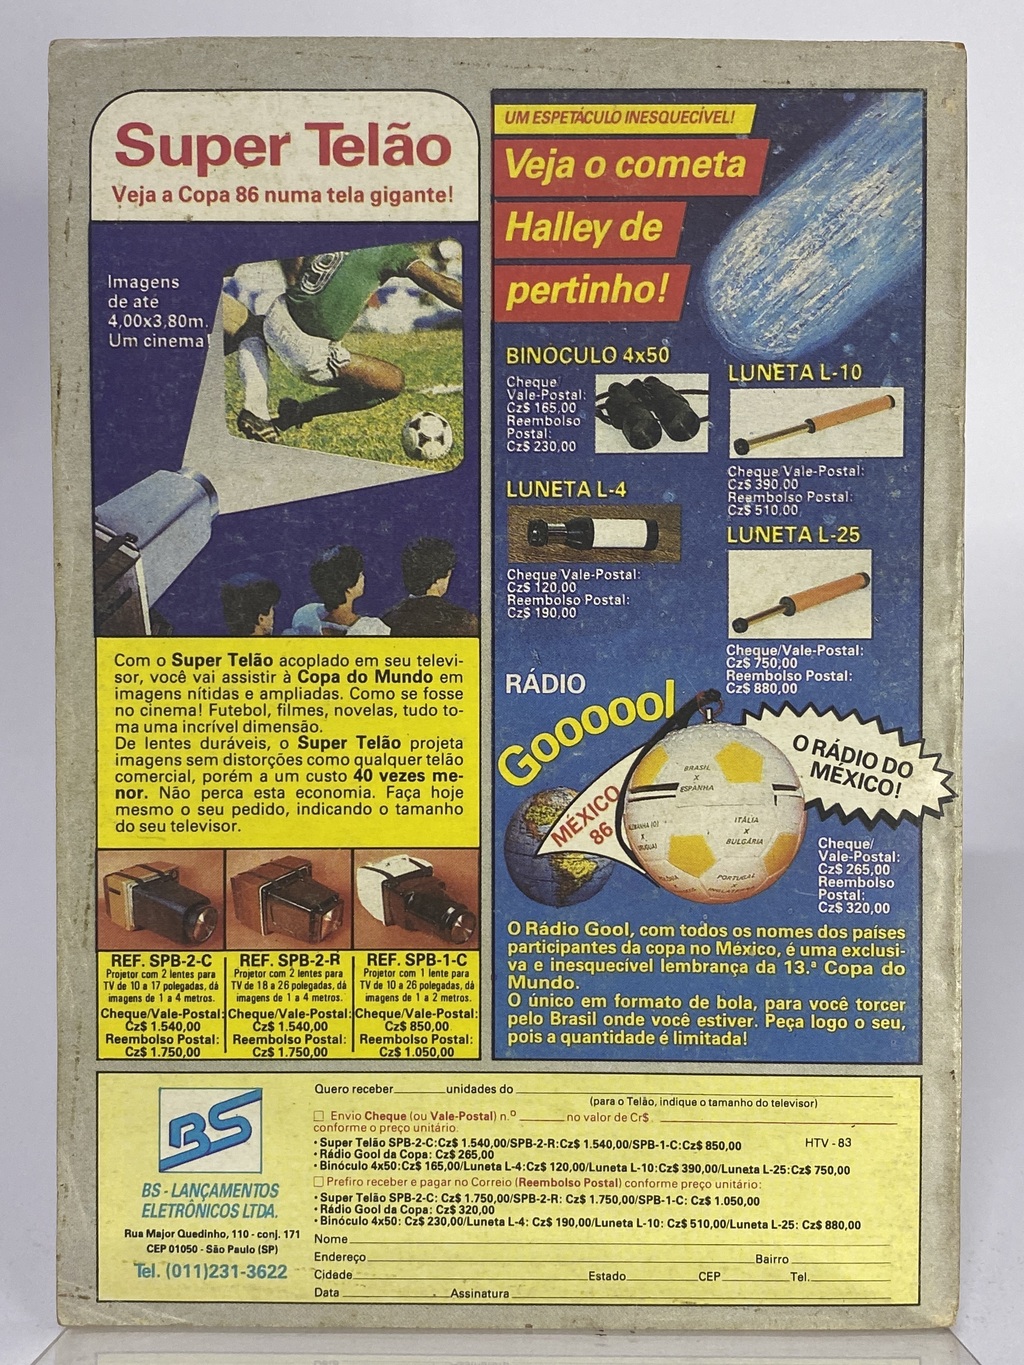 Super Telão
Veja a Copa 86 numa tela gigante!
Imagens
de até
4,00x3,80m.
Um cinema!
Com o Super Telão acoplado em seu televi-
sor, você vai assistir à Copa do Mundo em
imagens nítidas e ampliadas. Como se fosse
no cinema! Futebol, filmes, novelas, tudo to-
ma uma incrível dimensão.
De lentes duráveis, o Super Telão projeta
imagens sem distorções como qualquer telão
comercial, porém a um custo 40 vezes me-
nor. Não perca esta economia. Faça hoje
mesmo o seu pedido, indicando o tamanho
do seu televisor.
REF. SPB-2-C
Projetor com 2 lentes para
TV de 10 a 17 polegadas, dá
imagens de 1 a 4 metros.
Cheque/Vale-Postal:
Cz$ 1.540,00
Reembolso Postal:
Cz$ 1.750,00
REF. SPB-2-R
Projetor com 2 lentes para
TV de 18 a 26 polegadas, dá
imagens de 1 a 4 metros.
Cheque/Vale-Postal:
Cz$ 1.540,00
Reembolso Postal:
Cz$ 1.750,00
REF. SPB-1-C
Projetor com 1 lente para
TV de 10 a 26 polegadas, dá
imagens de 1 a 2 metros.
Cheque/Vale-Postal:
Cz$ 850,00
Reembolso Postal:
Cz$ 1.050,00
UM ESPETÁCULO INESQUECÍVEL!
Veja o cometa
Halley de
pertinho!
BINÓCULO 4x50
Cheque/
Vale-Postal:
Cz$ 165,00
Reembolso
Postal:
Cz$ 230,00
LUNETA L-10
Cheque/Vale-Postal:
Cz$ 390,00
Reembolso Postal:
Cz$ 510,00
LUNETA L-4
Cheque/Vale-Postal:
Cz$ 120,00
Reembolso Postal:
Cz$ 190,00
LUNETA L-25
Cheque/Vale-Postal:
Cz$ 750,00
Reembolso Postal:
Cz$ 880,00
RÁDIO
Goooool
MÉXICO
86
BRASIL
X
ESPANHA
ITÁLIA
X
BULGÁRIA
PORTUGAL
X
O RÁDIO DO
MÉXICO!
Cheque/
Vale-Postal:
Cz$ 265,00
Reembolso
Postal:
Cz$ 320,00
O Rádio Gool, com todos os nomes dos países
participantes da copa no México, é uma exclusi-
va e inesquecível lembrança da 13.ª Copa do
Mundo.
O único em formato de bola, para você torcer
pelo Brasil onde você estiver. Peça logo o seu,
pois a quantidade é limitada!
BS
BS - LANÇAMENTOS
ELETRÔNICOS LTDA.
Rua Major Quedinho, 110 - conj. 171
CEP 01050 - São Paulo (SP)
Tel. (011)231-3622
Quero receber_____unidades do_____
(para o Telão, indique o tamanho do televisor)
□ Envio Cheque (ou Vale-Postal) n.º _____ no valor de Cr$_____
conforme o preço unitário.
• Super Telão SPB-2-C:Cz$ 1.540,00/SPB-2-R:Cz$ 1.540,00/SPB-1-C:Cz$ 850,00 HTV - 83
• Rádio Gool da Copa: Cz$ 265,00
• Binóculo 4x50:Cz$ 165,00/Luneta L-4:Cz$ 120,00/Luneta L-10:Cz$ 390,00/Luneta L-25:Cz$ 750,00
□ Prefiro receber e pagar no Correio (Reembolso Postal) conforme preço unitário:
• Super Telão SPB-2-C: Cz$ 1.750,00/SPB-2-R: Cz$ 1.750,00/SPB-1-C: Cz$ 1.050,00
• Rádio Gool da Copa: Cz$ 320,00
• Binóculo 4x50: Cz$ 230,00/Luneta L-4: Cz$ 190,00/Luneta L-10: Cz$ 510,00/Luneta L-25: Cz$ 880,00
Nome_____
Endereço_____Bairro_____
Cidade_____Estado_____CEP_____Tel._____
Data_____Assinatura_____